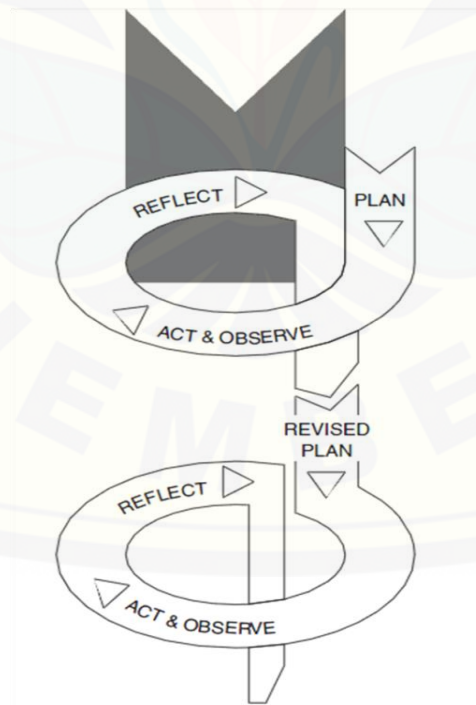 REFLECT
PLAN
ACT & OBSERVE
REVISED
PLAN
REFLECT
ACT & OBSERVE